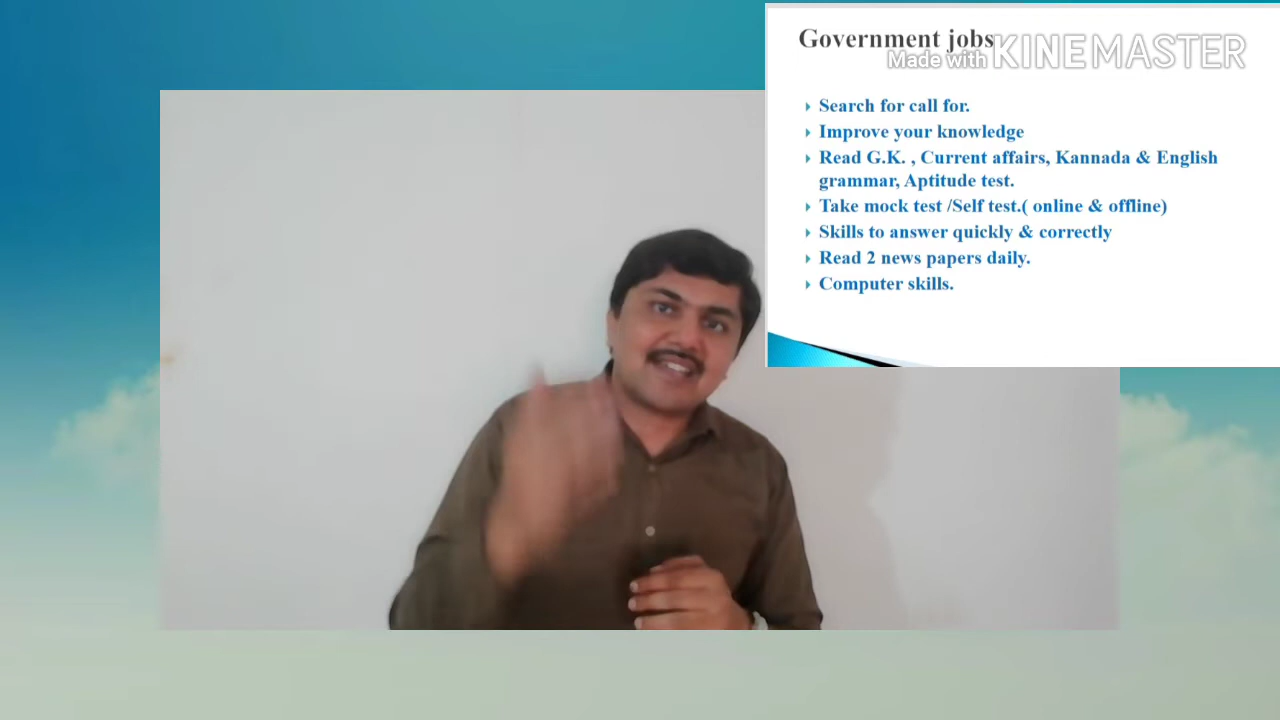 Government jobs
Made with KINEMASTER
Search for call for.
Improve your knowledge
Read G.K. , Current affairs, Kannada & English
grammar, Aptitude test.
Take mock test /Self test.( online & offline)
Skills to answer quickly & correctly
Read 2 news papers daily.
Computer skills.